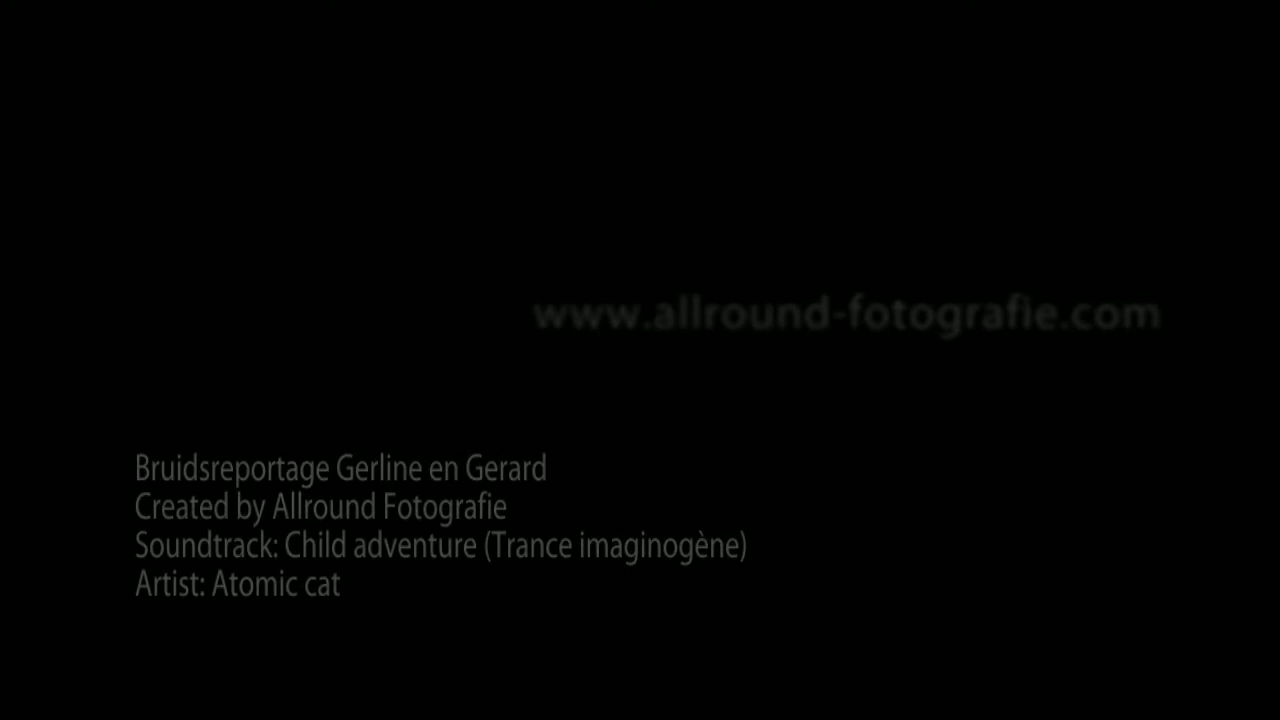 www.allround-fotografie.com
Bruidsreportage Gerline en Gerard
Created by Allround Fotografie
Soundtrack: Child adventure (Trance imaginogène)
Artist: Atomic cat